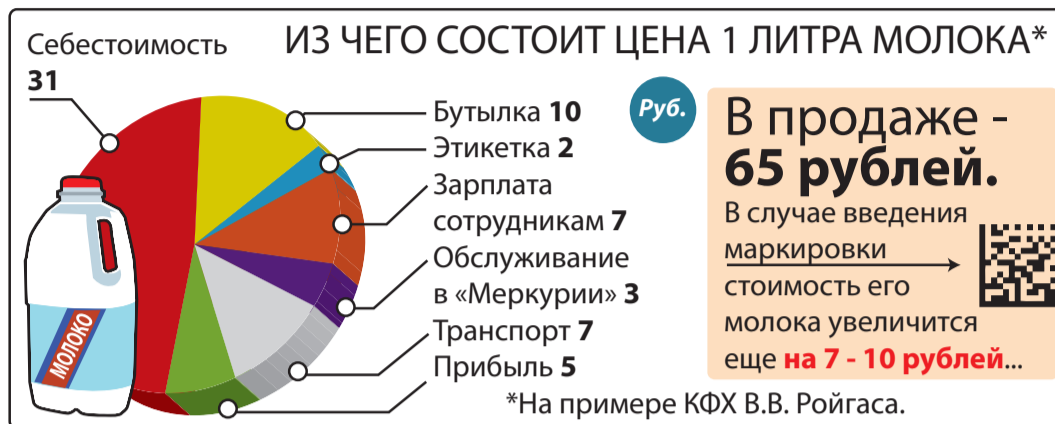 ИЗ ЧЕГО СОСТОИТ ЦЕНА 1 ЛИТРА МОЛОКА*
Себестоимость
31
Бутылка 10
Этикетка 2
Зарплата
сотрудникам 7
Обслуживание
в «Меркурии» 3
Транспорт 7
Прибыль 5
МОЛОКО
Руб.
В продаже -
65 рублей.
В случае введения
маркировки
стоимость его
молока увеличится
еще на 7 - 10 рублей...
*На примере КФХ В.В. Ройгаса.